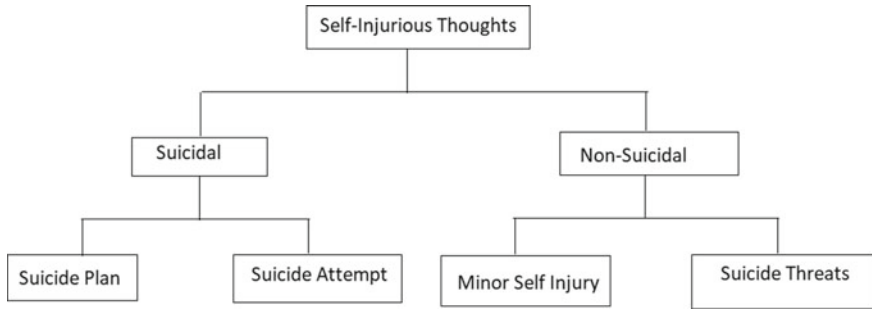 Self-Injurious Thoughts
Suicidal
Non-Suicidal
Suicide Plan
Suicide Attempt
Minor Self Injury
Suicide Threats